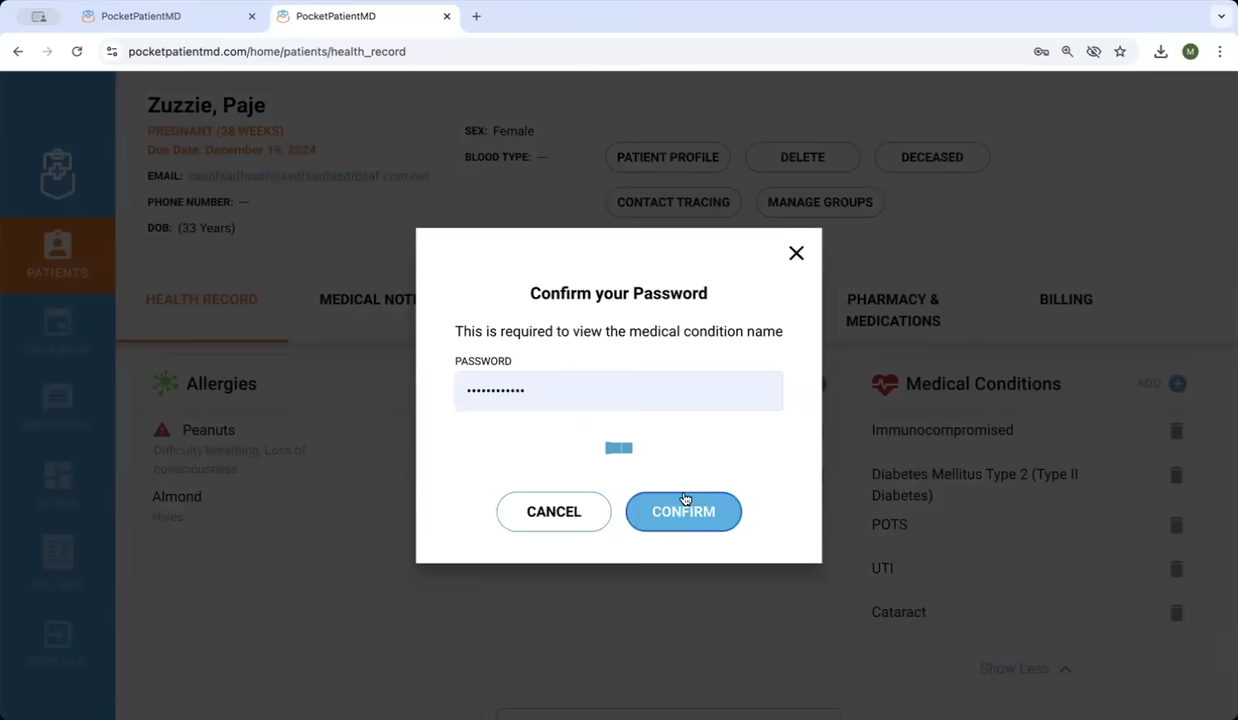 PocketPatientMD
PocketPatientMD
pocketpatientmd.com/home/patients/health_record
M
Zuzzie, Paje
PREGNANT (28 WEEKS)
Due Date: December 19, 2024
EMAIL:
PHONE NUMBER: —
DOB: (33 Years)
SEX: Female
BLOOD TYPE: —
PATIENT PROFILE
DELETE
DECEASED
CONTACT TRACING
MANAGE GROUPS
PATIENTS
HEALTH RECORD
MEDICAL NOT
PHARMACY &
MEDICATIONS
BILLING
Confirm your Password
This is required to view the medical condition name
PASSWORD
••••••••••••
CANCEL
CONFIRM
Allergies
Peanuts
Difficulty breathing, Loss of
consciousness
Almond
Hives
Medical Conditions
ADD
Immunocompromised
Diabetes Mellitus Type 2 (Type II
Diabetes)
POTS
UTI
Cataract
Show Less